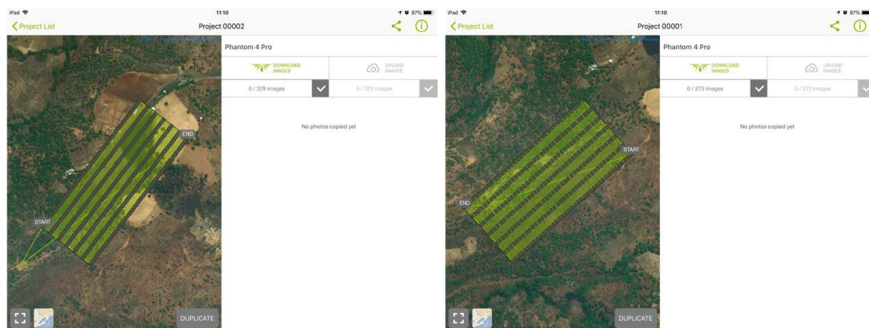 iPad 11:10 87%
Project List Project 00002
Phantom 4 Pro
DOWNLOAD IMAGES UPLOAD IMAGES
0 / 329 images 0 / 329 images
No photos copied yet
END
START
DUPLICATE
iPad 11:10 87%
Project List Project 00001
Phantom 4 Pro
DOWNLOAD IMAGES UPLOAD IMAGES
0 / 273 images 0 / 273 images
No photos copied yet
START
END
DUPLICATE